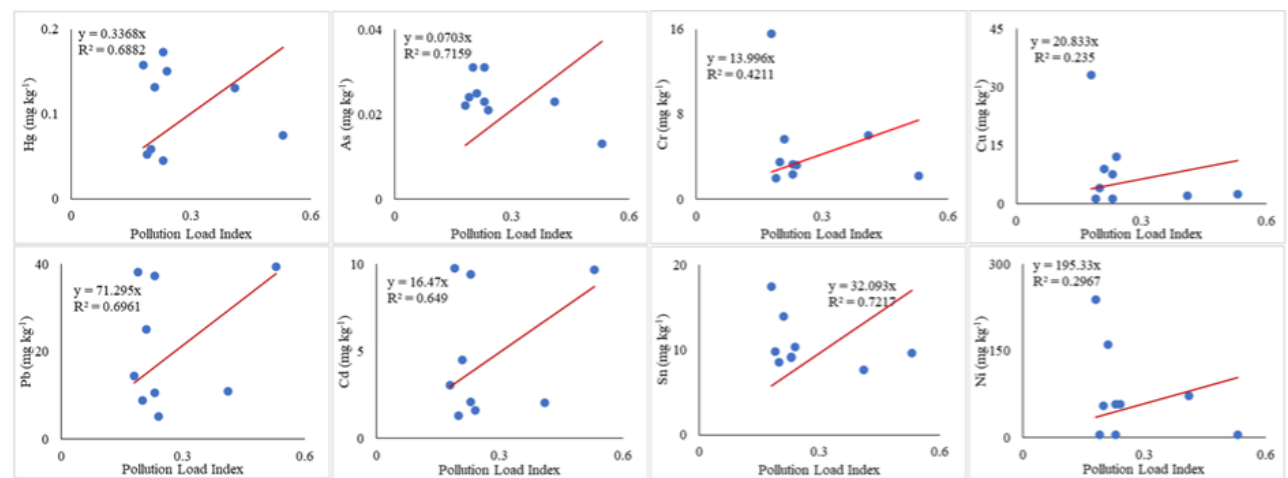 0.2
y = 0.3368x
R² = 0.6882
0.1
0
Hg (mg kg⁻¹)
0
0.3
0.6
Pollution Load Index
0.04
y = 0.0703x
R² = 0.7159
0.02
0
As (mg kg⁻¹)
0
0.3
0.6
Pollution Load Index
16
y = 13.996x
R² = 0.4211
8
0
Cr (mg kg⁻¹)
0
0.3
0.6
Pollution Load Index
45
y = 20.833x
R² = 0.235
30
15
0
Cu (mg kg⁻¹)
0
0.3
0.6
Pollution Load Index
40
y = 71.295x
R² = 0.6961
20
0
Pb (mg kg⁻¹)
0
0.3
0.6
Pollution Load Index
10
y = 16.47x
R² = 0.649
5
0
Cd (mg kg⁻¹)
0
0.3
0.6
Pollution Load Index
20
y = 32.093x
R² = 0.7217
10
0
Sn (mg kg⁻¹)
0
0.3
0.6
Pollution Load Index
300
y = 195.33x
R² = 0.2967
150
0
Ni (mg kg⁻¹)
0
0.3
0.6
Pollution Load Index